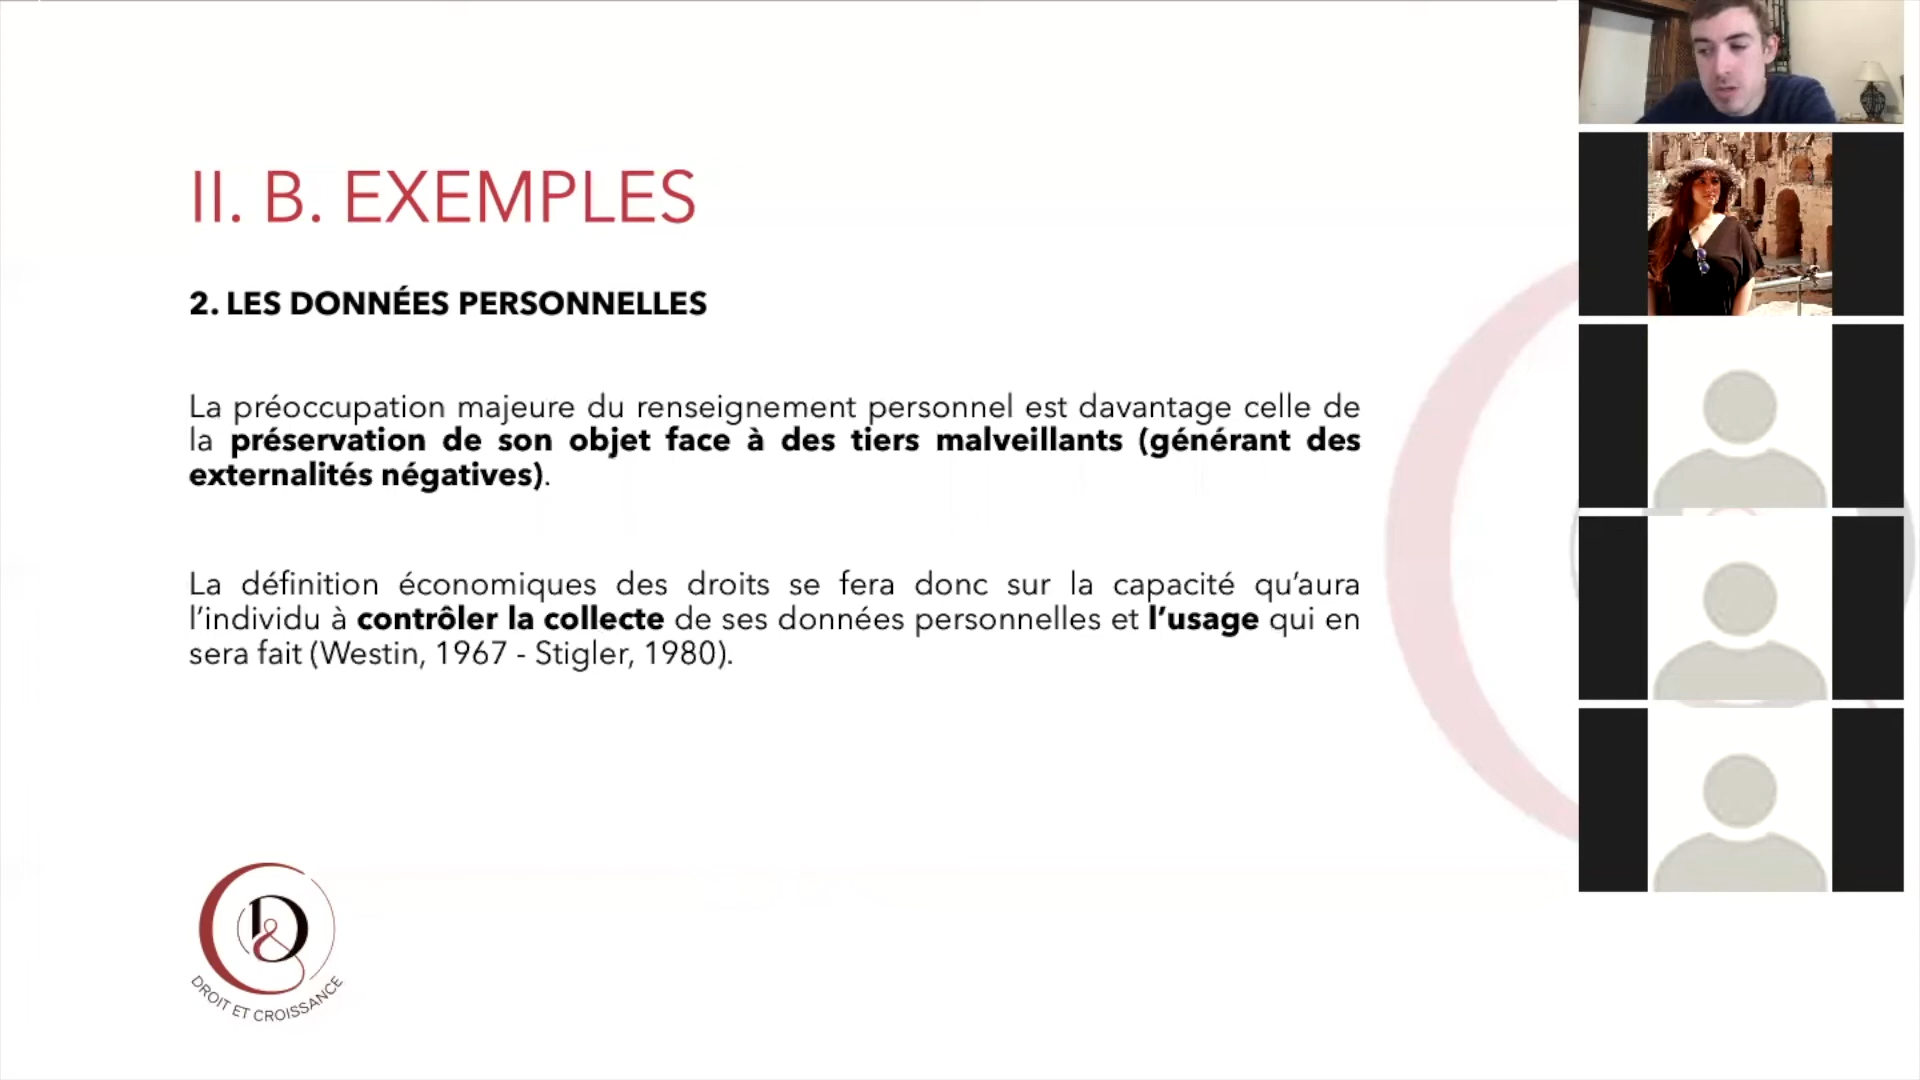 II. B. EXEMPLES
2. LES DONNÉES PERSONNELLES
La préoccupation majeure du renseignement personnel est davantage celle de
la préservation de son objet face à des tiers malveillants (générant des
externalités négatives).
La définition économiques des droits se fera donc sur la capacité qu’aura
l’individu à contrôler la collecte de ses données personnelles et l’usage qui en
sera fait (Westin, 1967 - Stigler, 1980).
D&C
DROIT ET CROISSANCE